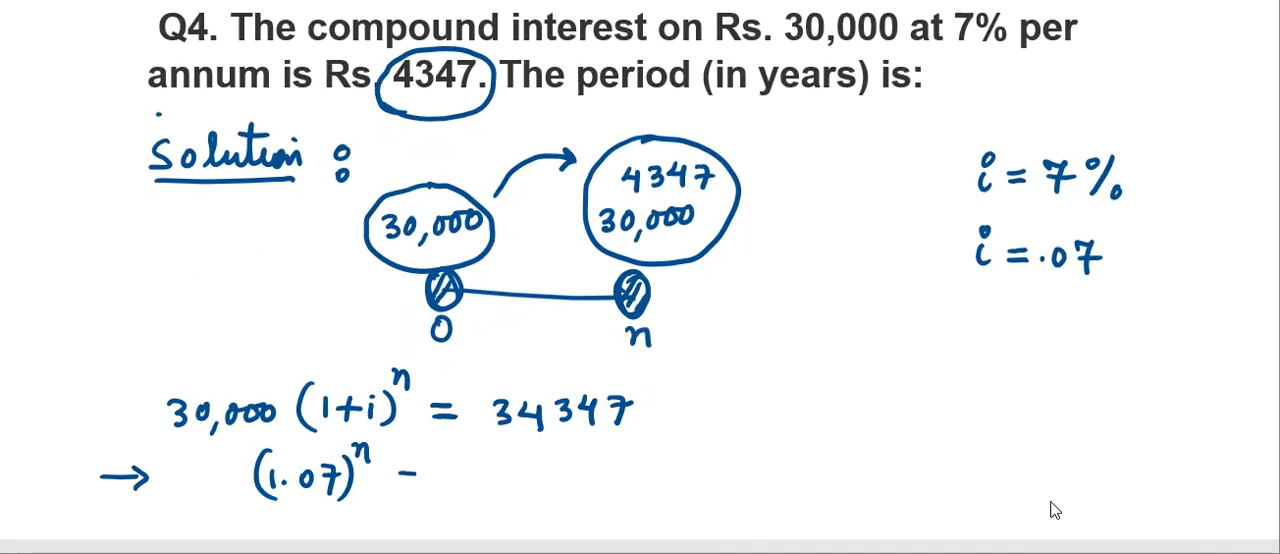 Q4. The compound interest on Rs. 30,000 at 7% per
annum is Rs. 4347. The period (in years) is:
Solution :
4347
30,000
30,000
i = 7%
i = .07
0
n
30,000 (1+i)^n = 34347
→ (1.07)^n -